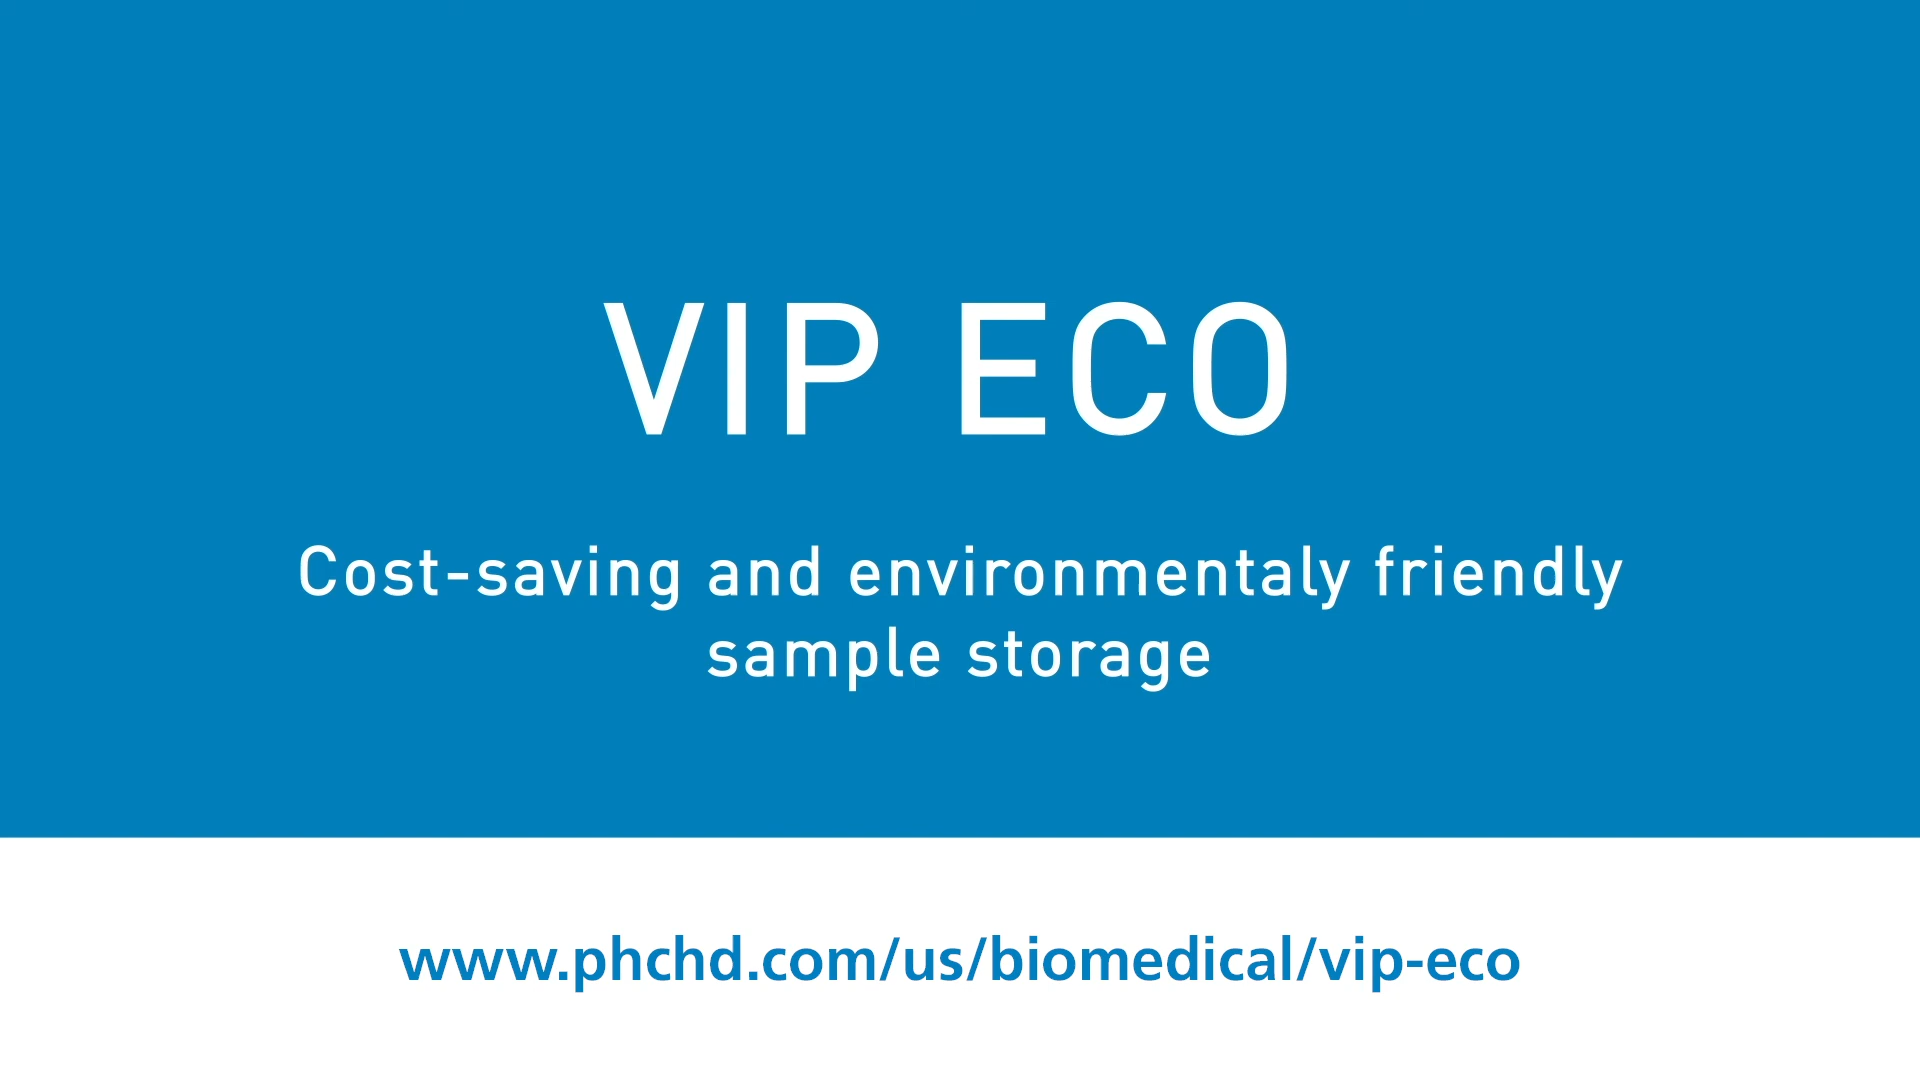 VIP ECO
Cost-saving and environmentaly friendly
sample storage
www.phchd.com/us/biomedical/vip-eco